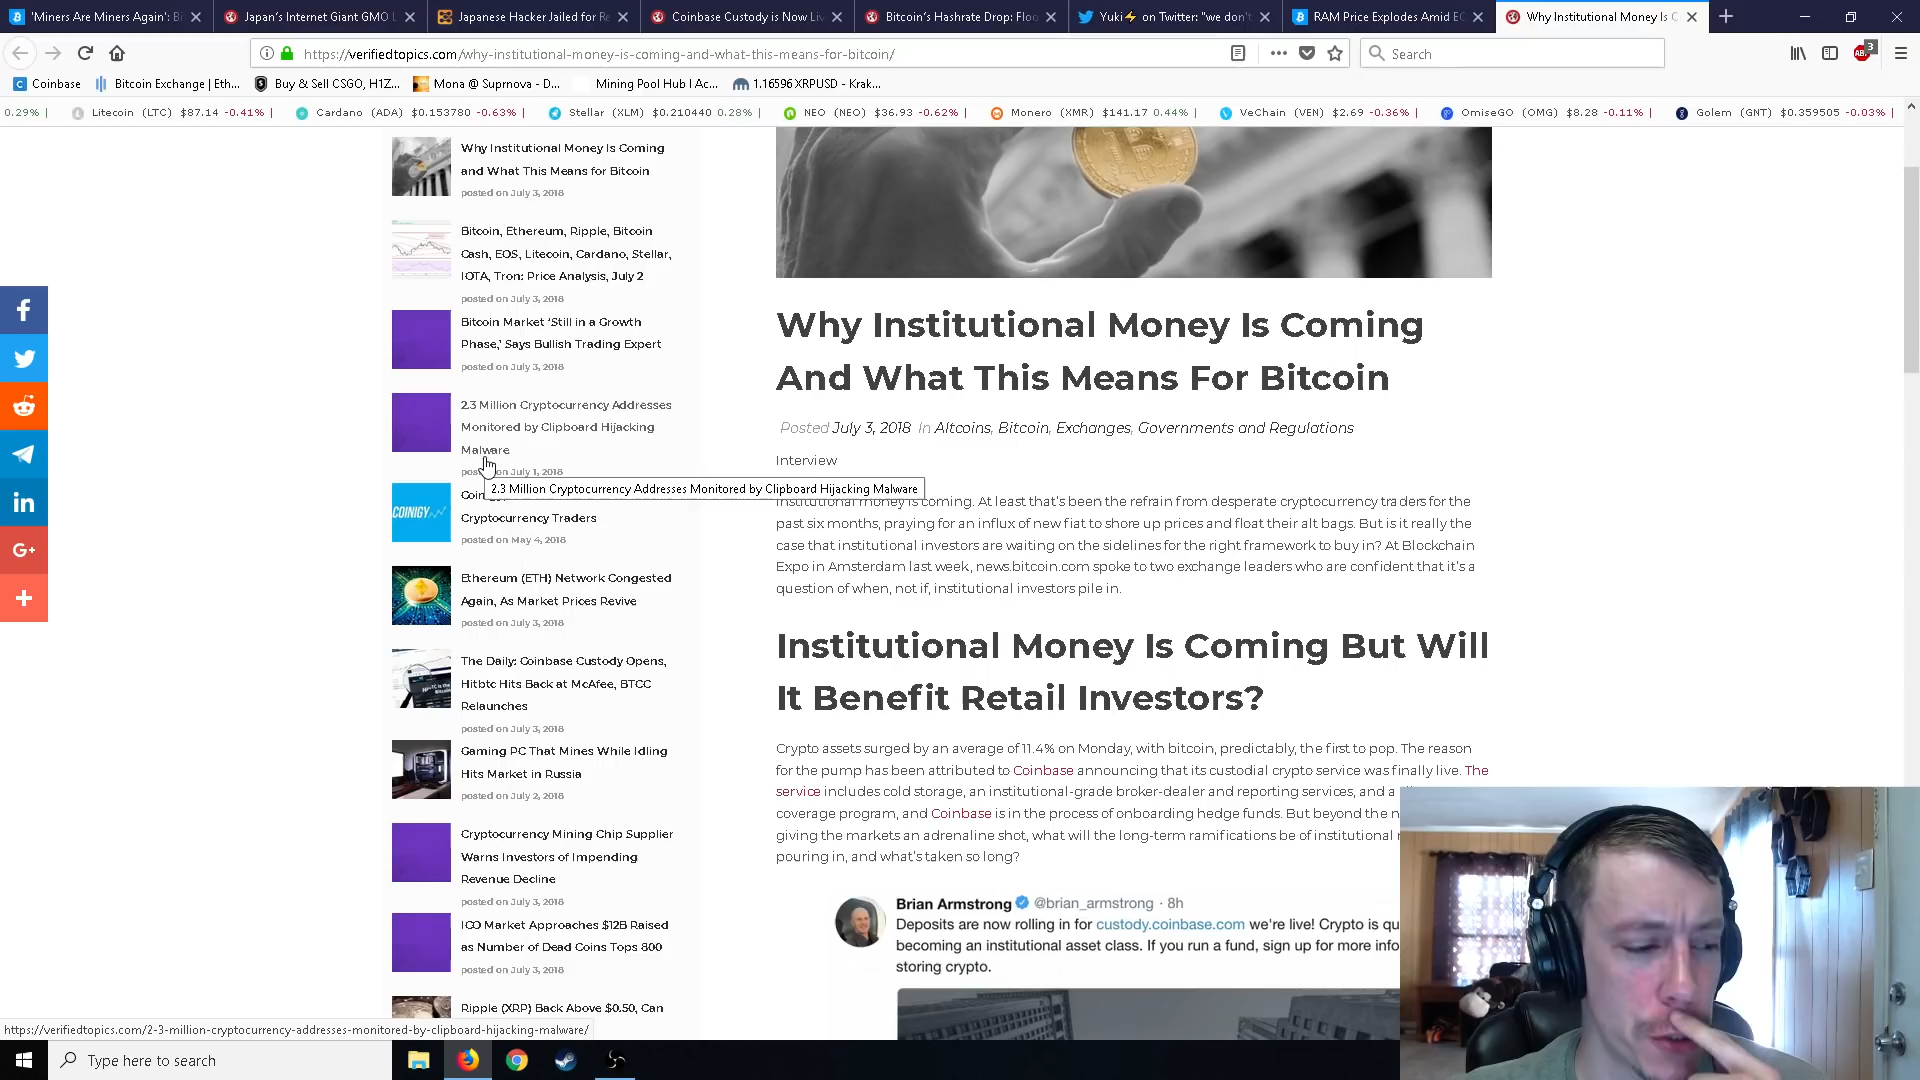 'Miners Are Miners Again': B
Japan's Internet Giant GMO L
Japanese Hacker Jailed for Re
Coinbase Custody is Now Liv
Bitcoin's Hashrate Drop: Floo
Yuki⚡ on Twitter: "we don't
RAM Price Explodes Amid EO
Why Institutional Money Is C
https://verifiedtopics.com/why-institutional-money-is-coming-and-what-this-means-for-bitcoin/
Search
3
Coinbase
Bitcoin Exchange | Eth...
Buy & Sell CSGO, H1Z...
Mona @ Suprnova - D...
Mining Pool Hub | Ac...
1.16596 XRPUSD - Krak...
0.29% | Litecoin (LTC) $87.14 -0.41% | Cardano (ADA) $0.153780 -0.63% | Stellar (XLM) $0.210440 0.28% | NEO (NEO) $36.93 -0.62% | Monero (XMR) $141.17 0.44% | VeChain (VEN) $2.69 -0.36% | OmiseGO (OMG) $8.28 -0.11% | Golem (GNT) $0.359505 -0.03% |
Why Institutional Money Is Coming
and What This Means for Bitcoin
posted on July 3, 2018
Bitcoin, Ethereum, Ripple, Bitcoin
Cash, EOS, Litecoin, Cardano, Stellar,
IOTA, Tron: Price Analysis, July 2
posted on July 3, 2018
Bitcoin Market 'Still in a Growth
Phase,' Says Bullish Trading Expert
posted on July 3, 2018
2.3 Million Cryptocurrency Addresses
Monitored by Clipboard Hijacking
Malware
on July 1, 2018
2.3 Million Cryptocurrency Addresses Monitored by Clipboard Hijacking Malware
COINIGY
Cryptocurrency Traders
posted on May 4, 2018
Ethereum (ETH) Network Congested
Again, As Market Prices Revive
posted on July 3, 2018
The Daily: Coinbase Custody Opens,
Hitbtc Hits Back at McAfee, BTCC
Relaunches
posted on July 3, 2018
Gaming PC That Mines While Idling
Hits Market in Russia
posted on July 2, 2018
Cryptocurrency Mining Chip Supplier
Warns Investors of Impending
Revenue Decline
posted on July 3, 2018
ICO Market Approaches $12B Raised
as Number of Dead Coins Tops 800
posted on July 3, 2018
Ripple (XRP) Back Above $0.50, Can
Why Institutional Money Is Coming
And What This Means For Bitcoin
Posted July 3, 2018 In Altcoins, Bitcoin, Exchanges, Governments and Regulations
Interview
Institutional money is coming. At least that's been the refrain from desperate cryptocurrency traders for the
past six months, praying for an influx of new fiat to shore up prices and float their alt bags. But is it really the
case that institutional investors are waiting on the sidelines for the right framework to buy in? At Blockchain
Expo in Amsterdam last week, news.bitcoin.com spoke to two exchange leaders who are confident that it's a
question of when, not if, institutional investors pile in.
Institutional Money Is Coming But Will
It Benefit Retail Investors?
Crypto assets surged by an average of 11.4% on Monday, with bitcoin, predictably, the first to pop. The reason
for the pump has been attributed to Coinbase announcing that its custodial crypto service was finally live. The
service includes cold storage, an institutional-grade broker-dealer and reporting services, and a
coverage program, and Coinbase is in the process of onboarding hedge funds. But beyond the n
giving the markets an adrenaline shot, what will the long-term ramifications be of institutional
pouring in, and what's taken so long?
Brian Armstrong @brian_armstrong · 8h
Deposits are now rolling in for custody.coinbase.com we're live! Crypto is qu
becoming an institutional asset class. If you run a fund, sign up for more info
storing crypto.
https://verifiedtopics.com/2-3-million-cryptocurrency-addresses-monitored-by-clipboard-hijacking-malware/
Type here to search